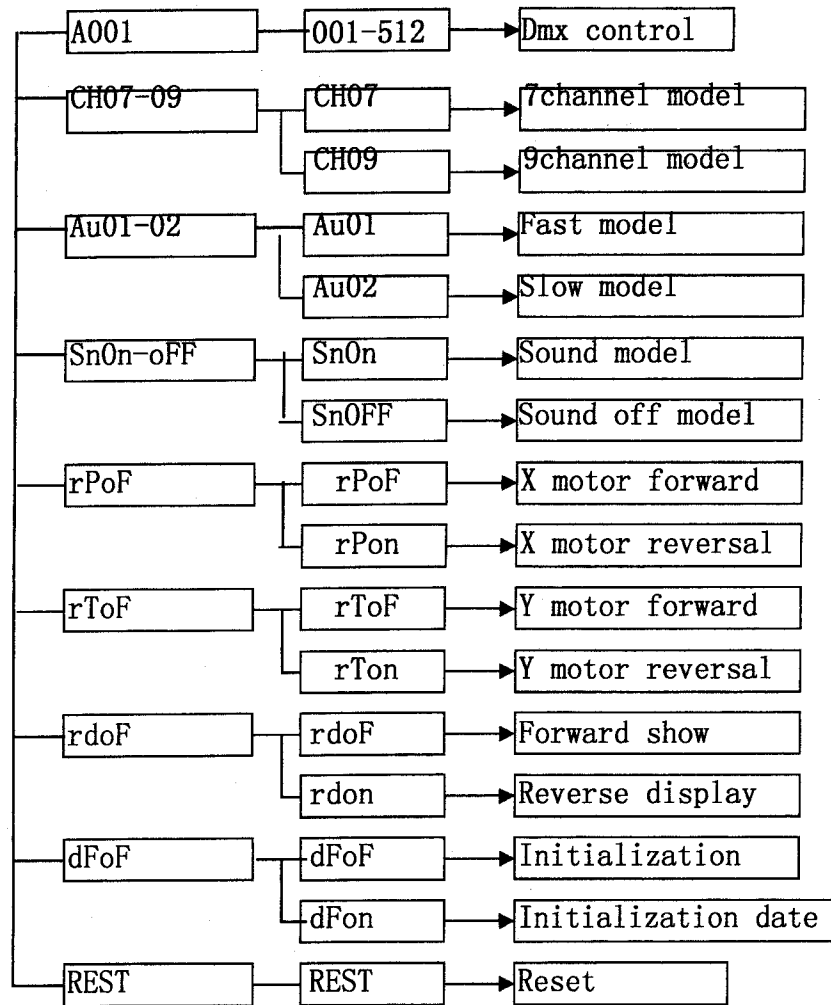 A001 001-512 Dmx control
CH07-09 CH07 7channel model
CH09 9channel model
Au01-02 Au01 Fast model
Au02 Slow model
SnOn-oFF SnOn Sound model
SnOFF Sound off model
rPoF rPoF X motor forward
rPon X motor reversal
rToF rToF Y motor forward
rTon Y motor reversal
rdoF rdoF Forward show
rdon Reverse display
dFoF dFoF Initialization
dFon Initialization date
REST REST Reset